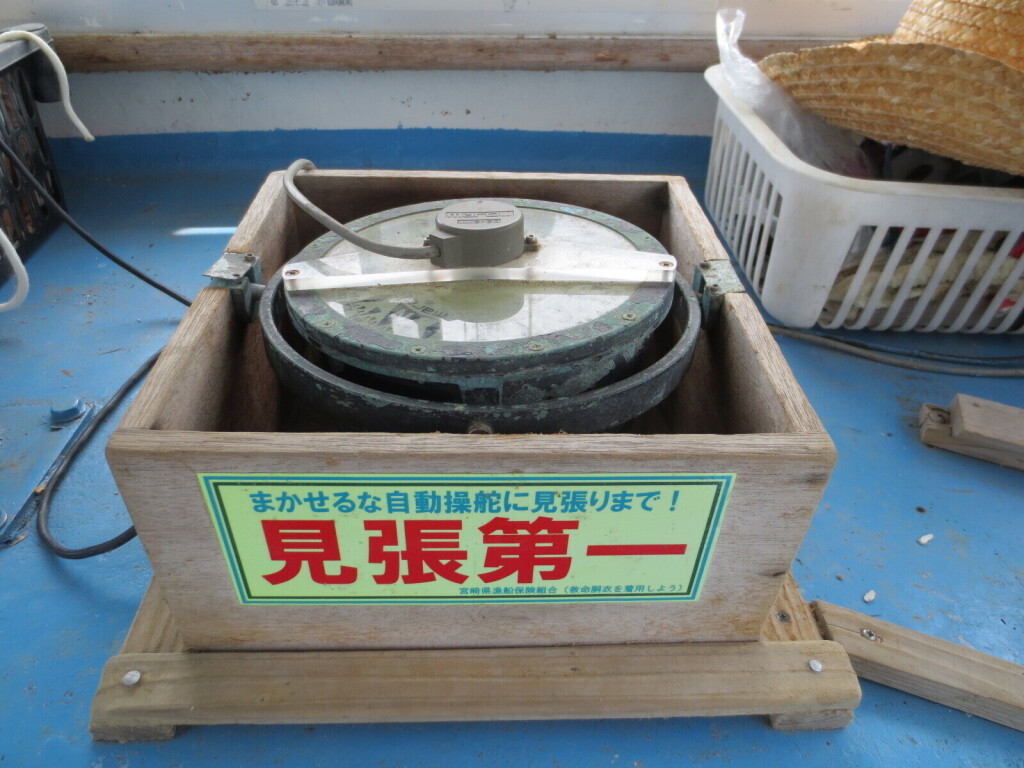 まかせるな自動操舵に見張りまで！
見張第一
宮崎県漁船保険組合（救命胴衣を着用しよう）